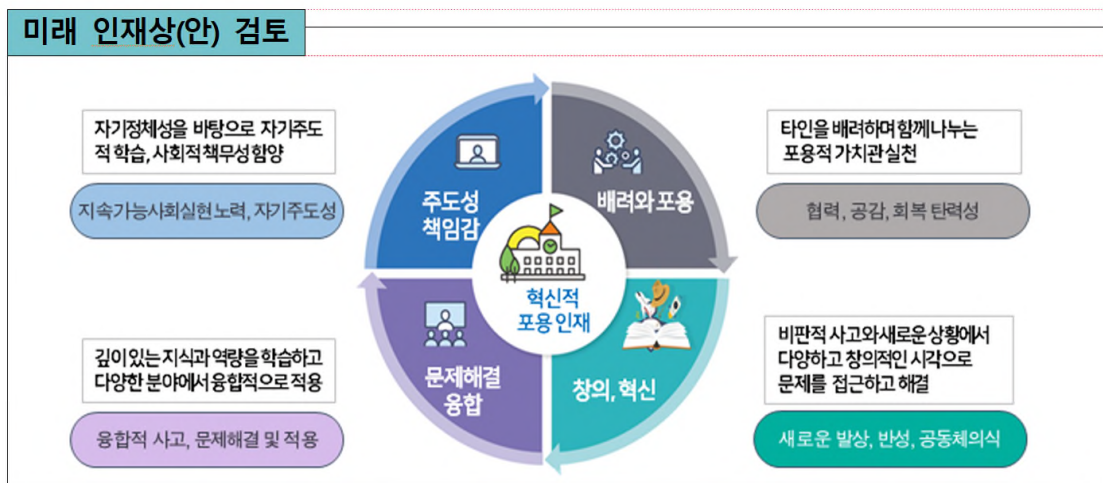 미래 인재상(안) 검토
자기정체성을 바탕으로 자기주도
적 학습, 사회적 책무성 함양
지속가능사회실현 노력, 자기주도성
주도성
책임감
배려와 포용
타인을 배려하며 함께 나누는
포용적 가치관 실천
협력, 공감, 회복 탄력성
혁신적
포용 인재
깊이 있는 지식과 역량을 학습하고
다양한 분야에서 융합적으로 적용
융합적 사고, 문제해결 및 적용
문제해결
융합
창의, 혁신
비판적 사고와 새로운 상황에서
다양하고 창의적인 시각으로
문제를 접근하고 해결
새로운 발상, 반성, 공동체의식